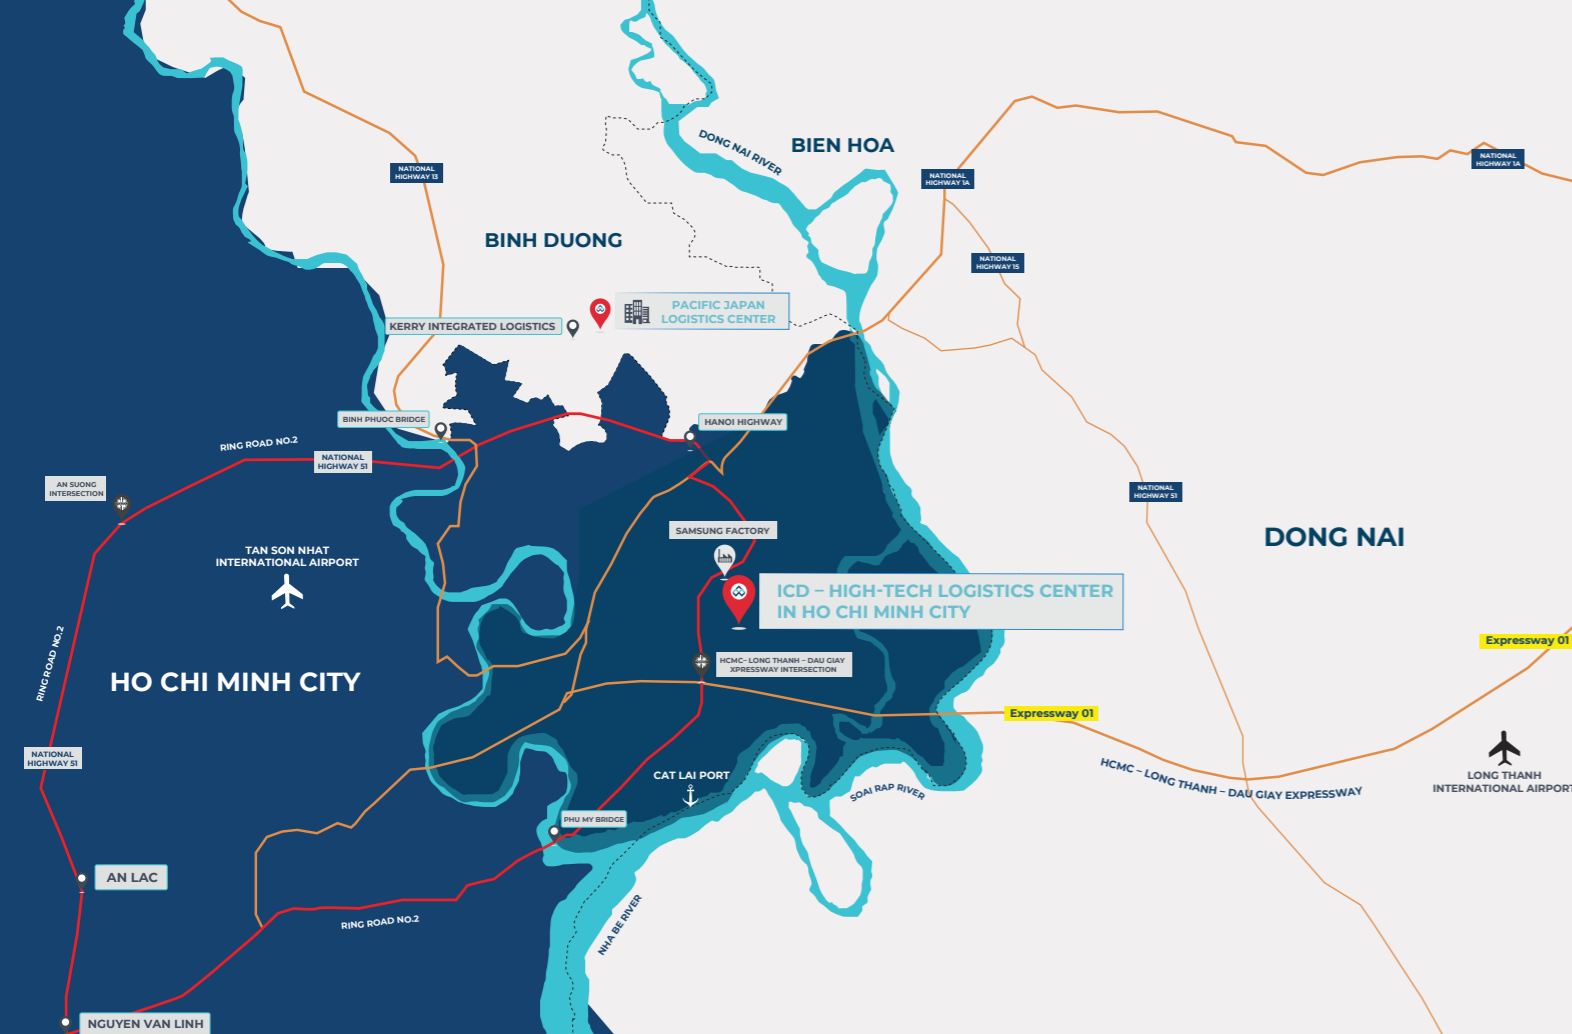 DONG NAI RIVER
BIEN HOA
NATIONAL
HIGHWAY 13
NATIONAL
HIGHWAY 1A
NATIONAL
HIGHWAY 1A
BINH DUONG
NATIONAL
HIGHWAY 15
PACIFIC JAPAN
LOGISTICS CENTER
KERRY INTEGRATED LOGISTICS
BINH PHUOC BRIDGE
HANOI HIGHWAY
RING ROAD NO.2
NATIONAL
HIGHWAY 51
AN SUONG
INTERSECTION
NATIONAL
HIGHWAY 51
SAMSUNG FACTORY
DONG NAI
TAN SON NHAT
INTERNATIONAL AIRPORT
ICD – HIGH-TECH LOGISTICS CENTER
IN HO CHI MINH CITY
RING ROAD NO.2
Expressway 01
HCMC– LONG THANH – DAU GIAY
XPRESSWAY INTERSECTION
HO CHI MINH CITY
Expressway 01
NATIONAL
HIGHWAY 51
CAT LAI PORT
HCMC – LONG THANH – DAU GIAY EXPRESSWAY
LONG THANH
INTERNATIONAL AIRPORT
SOAI RAP RIVER
PHU MY BRIDGE
AN LAC
RING ROAD NO.2
NHA BE RIVER
NGUYEN VAN LINH